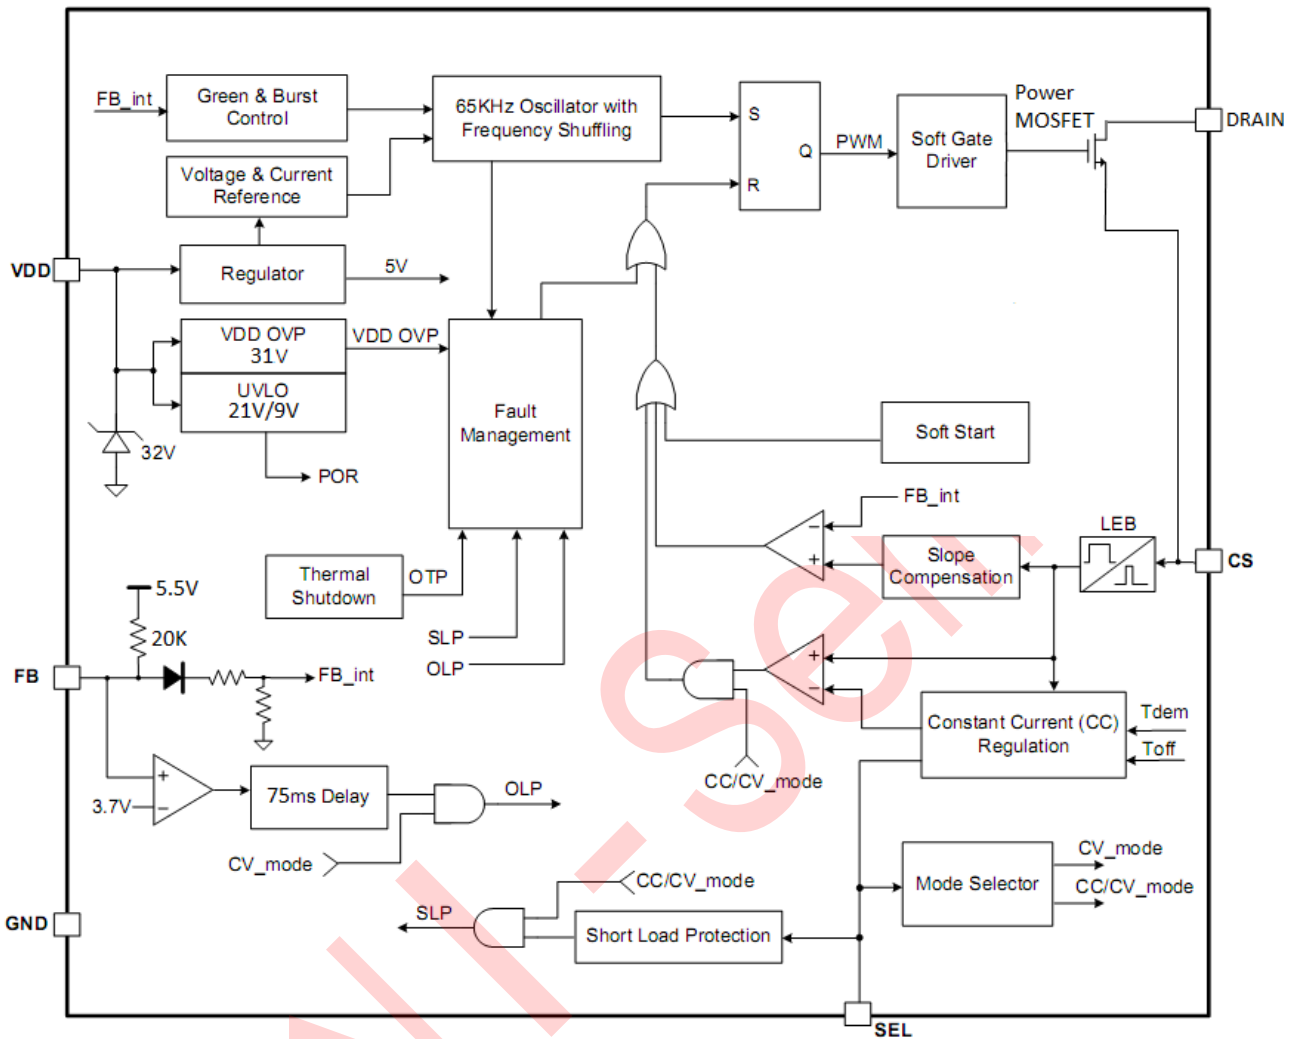 FB_int
Green & Burst
Control
65KHz Oscillator with
Frequency Shuffling
S
Q
R
PWM
Soft Gate
Driver
Power
MOSFET
DRAIN
Voltage & Current
Reference
VDD
Regulator
5V
VDD OVP
31V
VDD OVP
UVLO
21V/9V
32V
POR
Fault
Management
Soft Start
FB_int
LEB
Slope
Compensation
CS
Thermal
Shutdown
OTP
SLP
OLP
5.5V
20K
FB
FB_int
+
−
+
−
Constant Current (CC)
Regulation
Tdem
Toff
CC/CV_mode
+
3.7V
−
75ms Delay
OLP
CV_mode
CC/CV_mode
SLP
Short Load Protection
Mode Selector
CV_mode
CC/CV_mode
GND
SEL